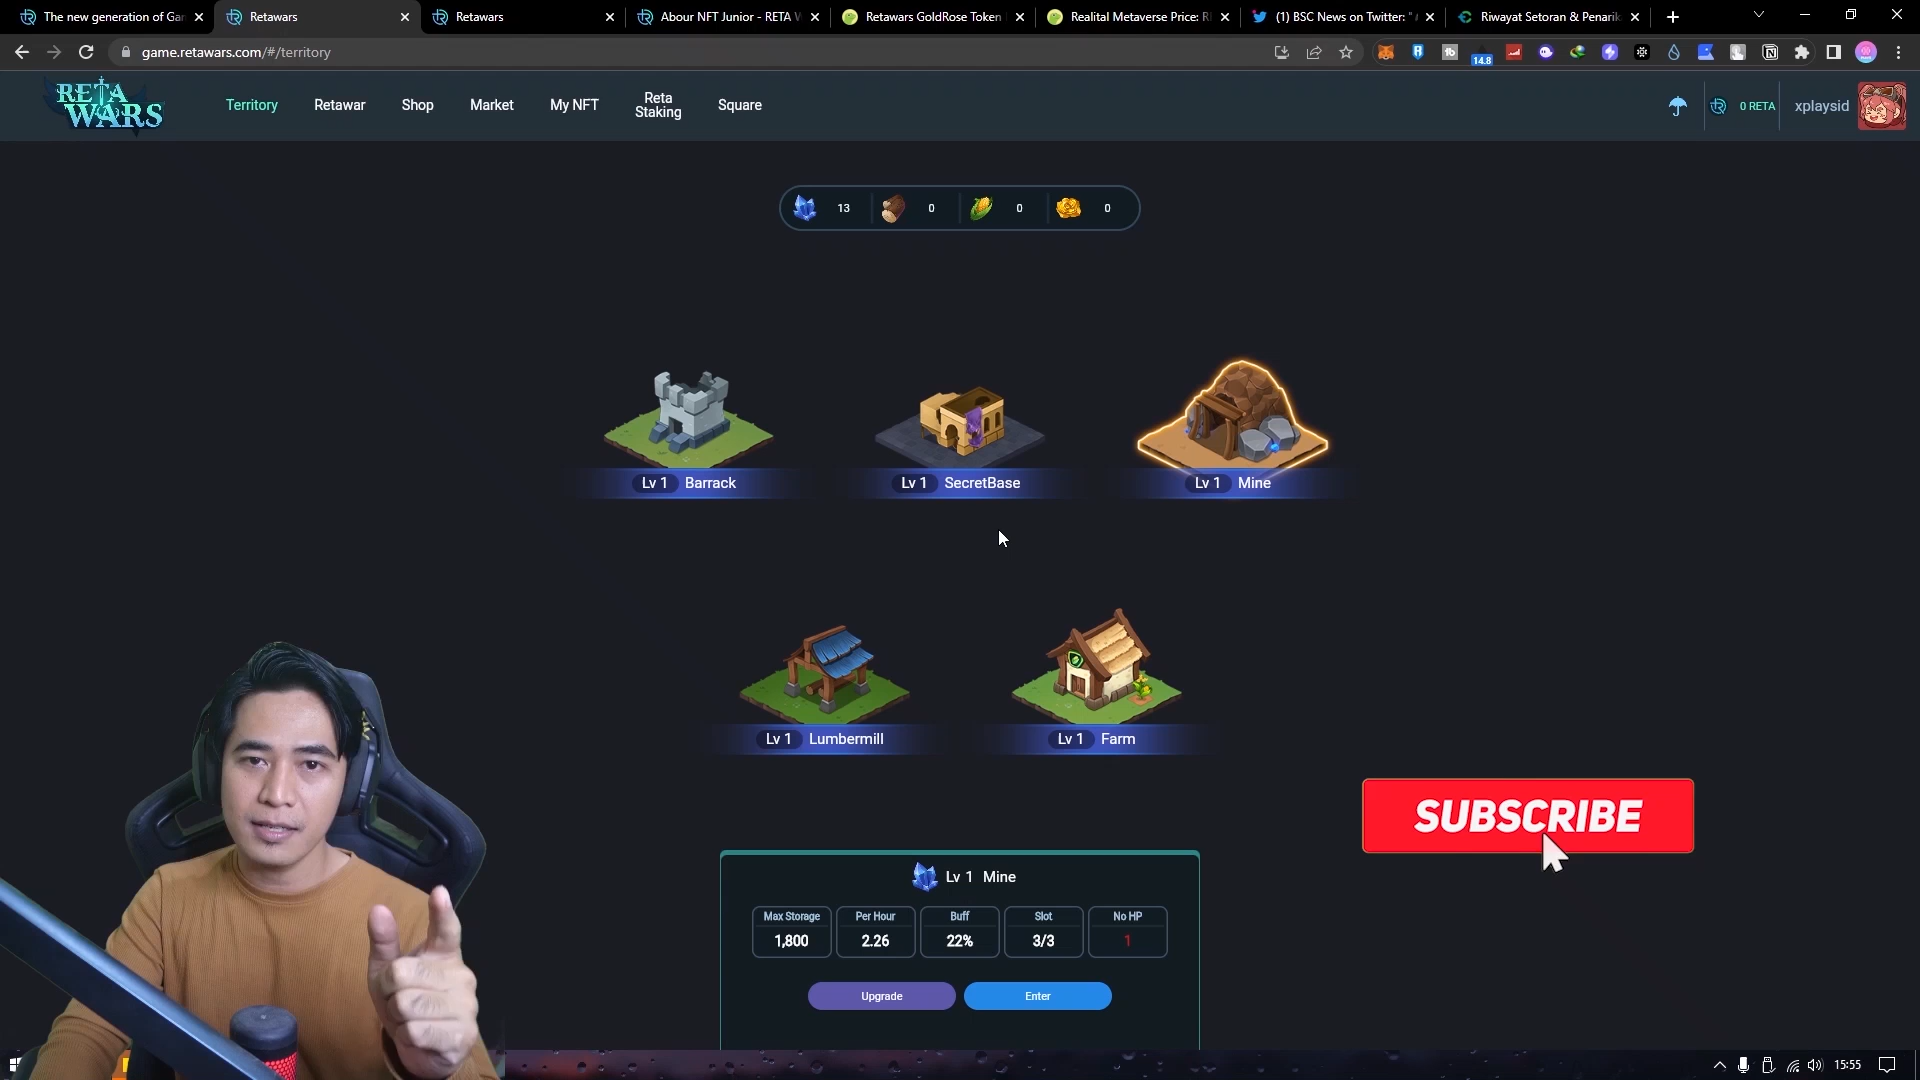 The new generation of Gan
Retawars
Retawars
Abour NFT Junior - RETA W
Retawars GoldRose Token
Realital Metaverse Price: R
(1) BSC News on Twitter: "
Riwayat Setoran & Penarik
game.retawars.com/#/territory
14.8
RETA
WARS
Territory
Retawar
Shop
Market
My NFT
Reta
Staking
Square
0 RETA
xplaysid
13
0
0
0
Lv 1 Barrack
Lv 1 SecretBase
Lv 1 Mine
Lv 1 Lumbermill
Lv 1 Farm
SUBSCRIBE
Lv 1 Mine
Max Storage
Per Hour
Buff
Slot
No HP
1,800
2.26
22%
3/3
1
Upgrade
Enter
15:55